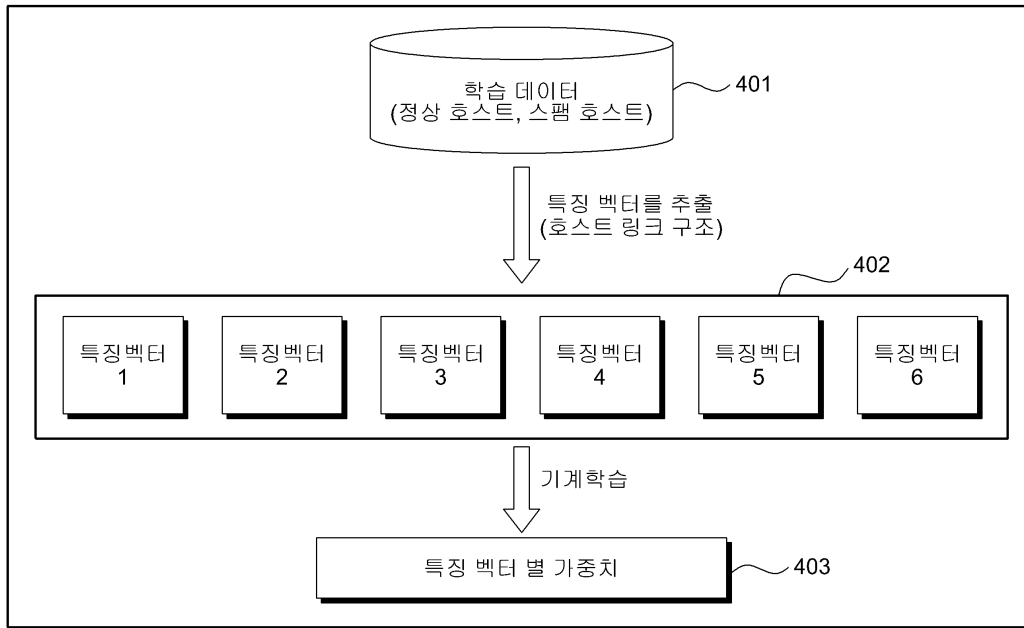 학습 데이터
(정상 호스트, 스팸 호스트)
401
특징 벡터를 추출
(호스트 링크 구조)
402
특징벡터
1
특징벡터
2
특징벡터
3
특징벡터
4
특징벡터
5
특징벡터
6
기계학습
특징 벡터 별 가중치
403